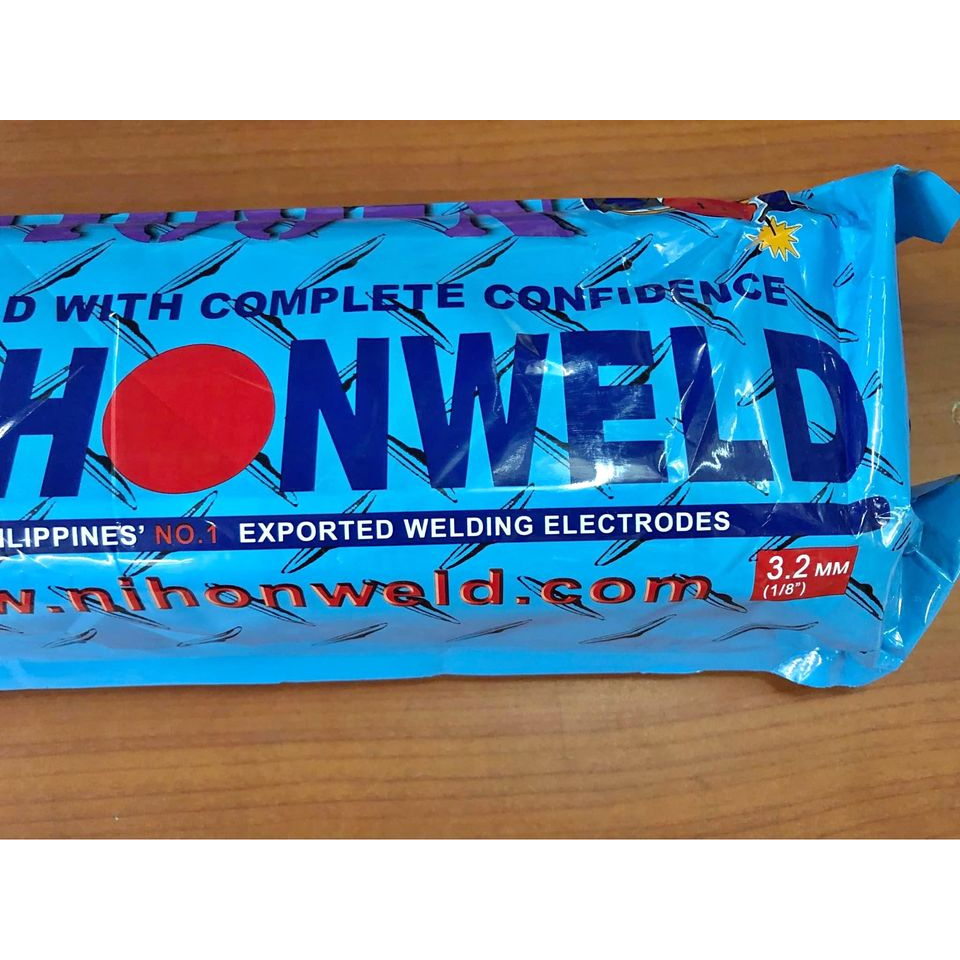 D WITH COMPLETE CONFIDENCE
HONWELD
ILIPPINES' NO.1 EXPORTED WELDING ELECTRODES
w.nihonweld.com
3.2 MM
(1/8")